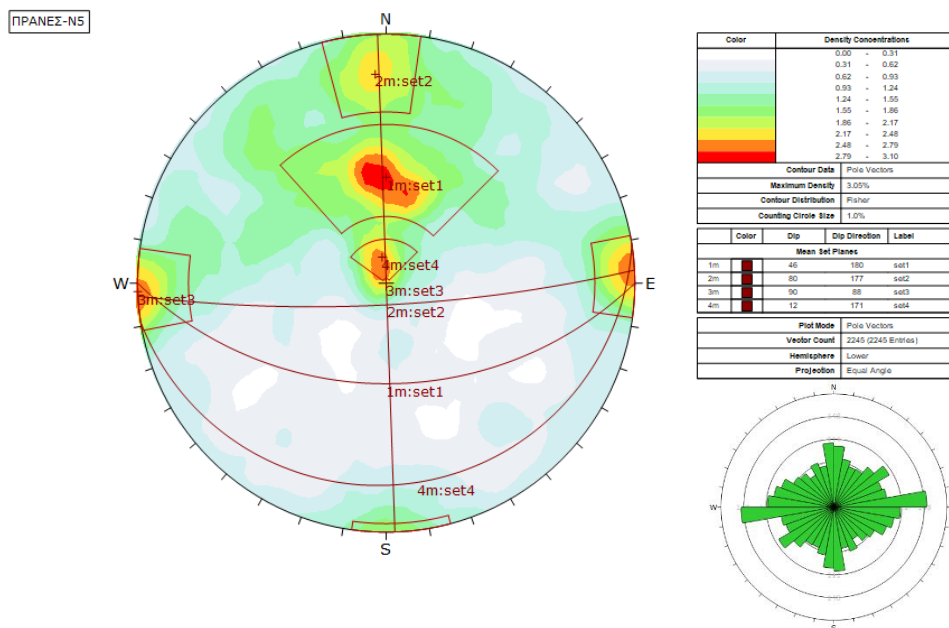 ΠΡΑΝΕΣ-N5
N
2m:set2
1m:set1
4m:set4
W
E
3m:set3
3m:set3
2m:set2
1m:set1
4m:set4
S
Color Density Concentrations
0.00 - 0.31
0.31 - 0.62
0.62 - 0.93
0.93 - 1.24
1.24 - 1.55
1.55 - 1.86
1.86 - 2.17
2.17 - 2.48
2.48 - 2.79
2.79 - 3.10
Contour Data Pole Vectors
Maximum Density 3.05%
Contour Distribution Fisher
Counting Circle Size 1.0%
Color Dip Dip Direction Label
Mean Set Planes
1m 46 180 set1
2m 80 177 set2
3m 90 88 set3
4m 12 171 set4
Plot Mode Pole Vectors
Vector Count 2245 (2245 Entries)
Hemisphere Lower
Projection Equal Angle
N
W
S